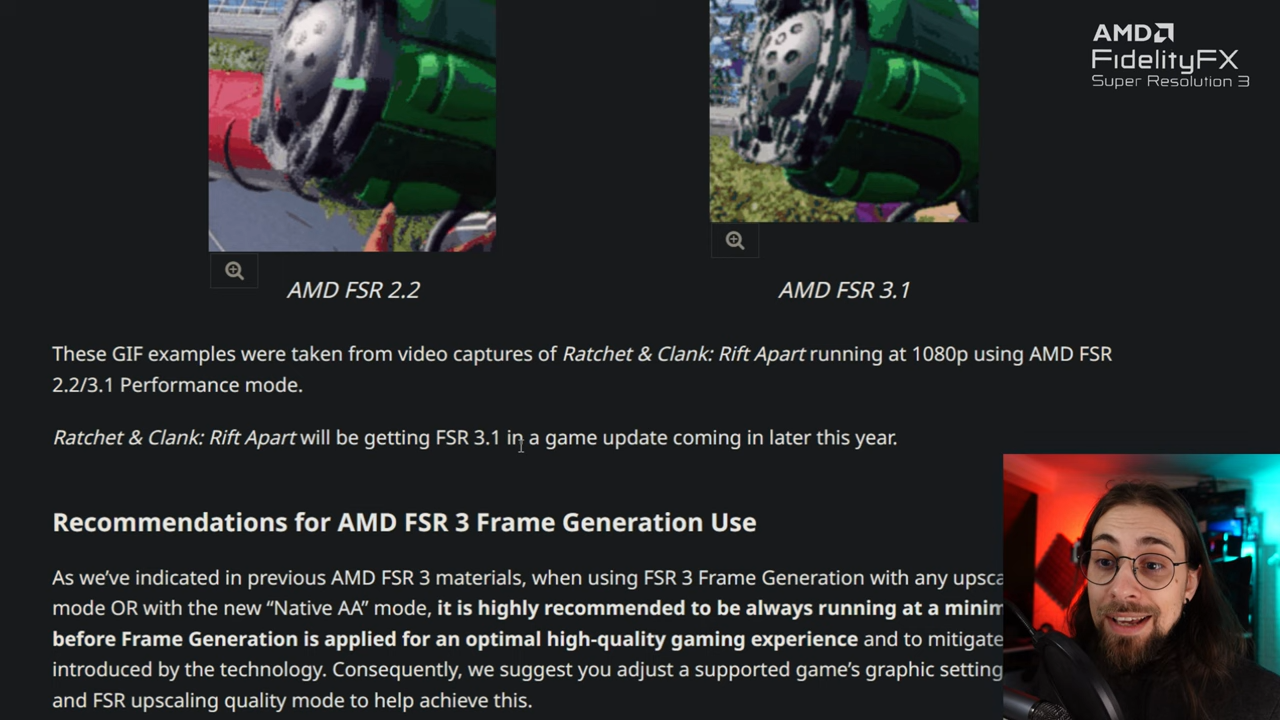 AMD
FidelityFX
Super Resolution 3
AMD FSR 2.2
AMD FSR 3.1
These GIF examples were taken from video captures of Ratchet & Clank: Rift Apart running at 1080p using AMD FSR
2.2/3.1 Performance mode.
Ratchet & Clank: Rift Apart will be getting FSR 3.1 in a game update coming in later this year.
Recommendations for AMD FSR 3 Frame Generation Use
As we've indicated in previous AMD FSR 3 materials, when using FSR 3 Frame Generation with any
mode OR with the new “Native AA” mode, it is highly recommended to be always running at a
before Frame Generation is applied for an optimal high-quality gaming experience and to mitigate
introduced by the technology. Consequently, we suggest you adjust a supported game's graphic setting
and FSR upscaling quality mode to help achieve this.